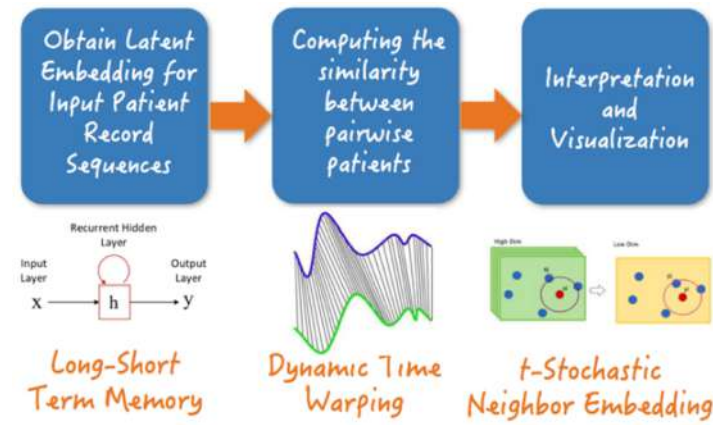 Obtain Latent
Embedding for
Input Patient
Record
Sequences
Computing the
similarity
between
pairwise
patients
Interpretation
and
Visualization
Recurrent Hidden
Layer
Input
Layer
Output
Layer
x
h
y
High Dim
Low Dim
Long-Short
Term Memory
Dynamic Time
Warping
t-Stochastic
Neighbor Embedding